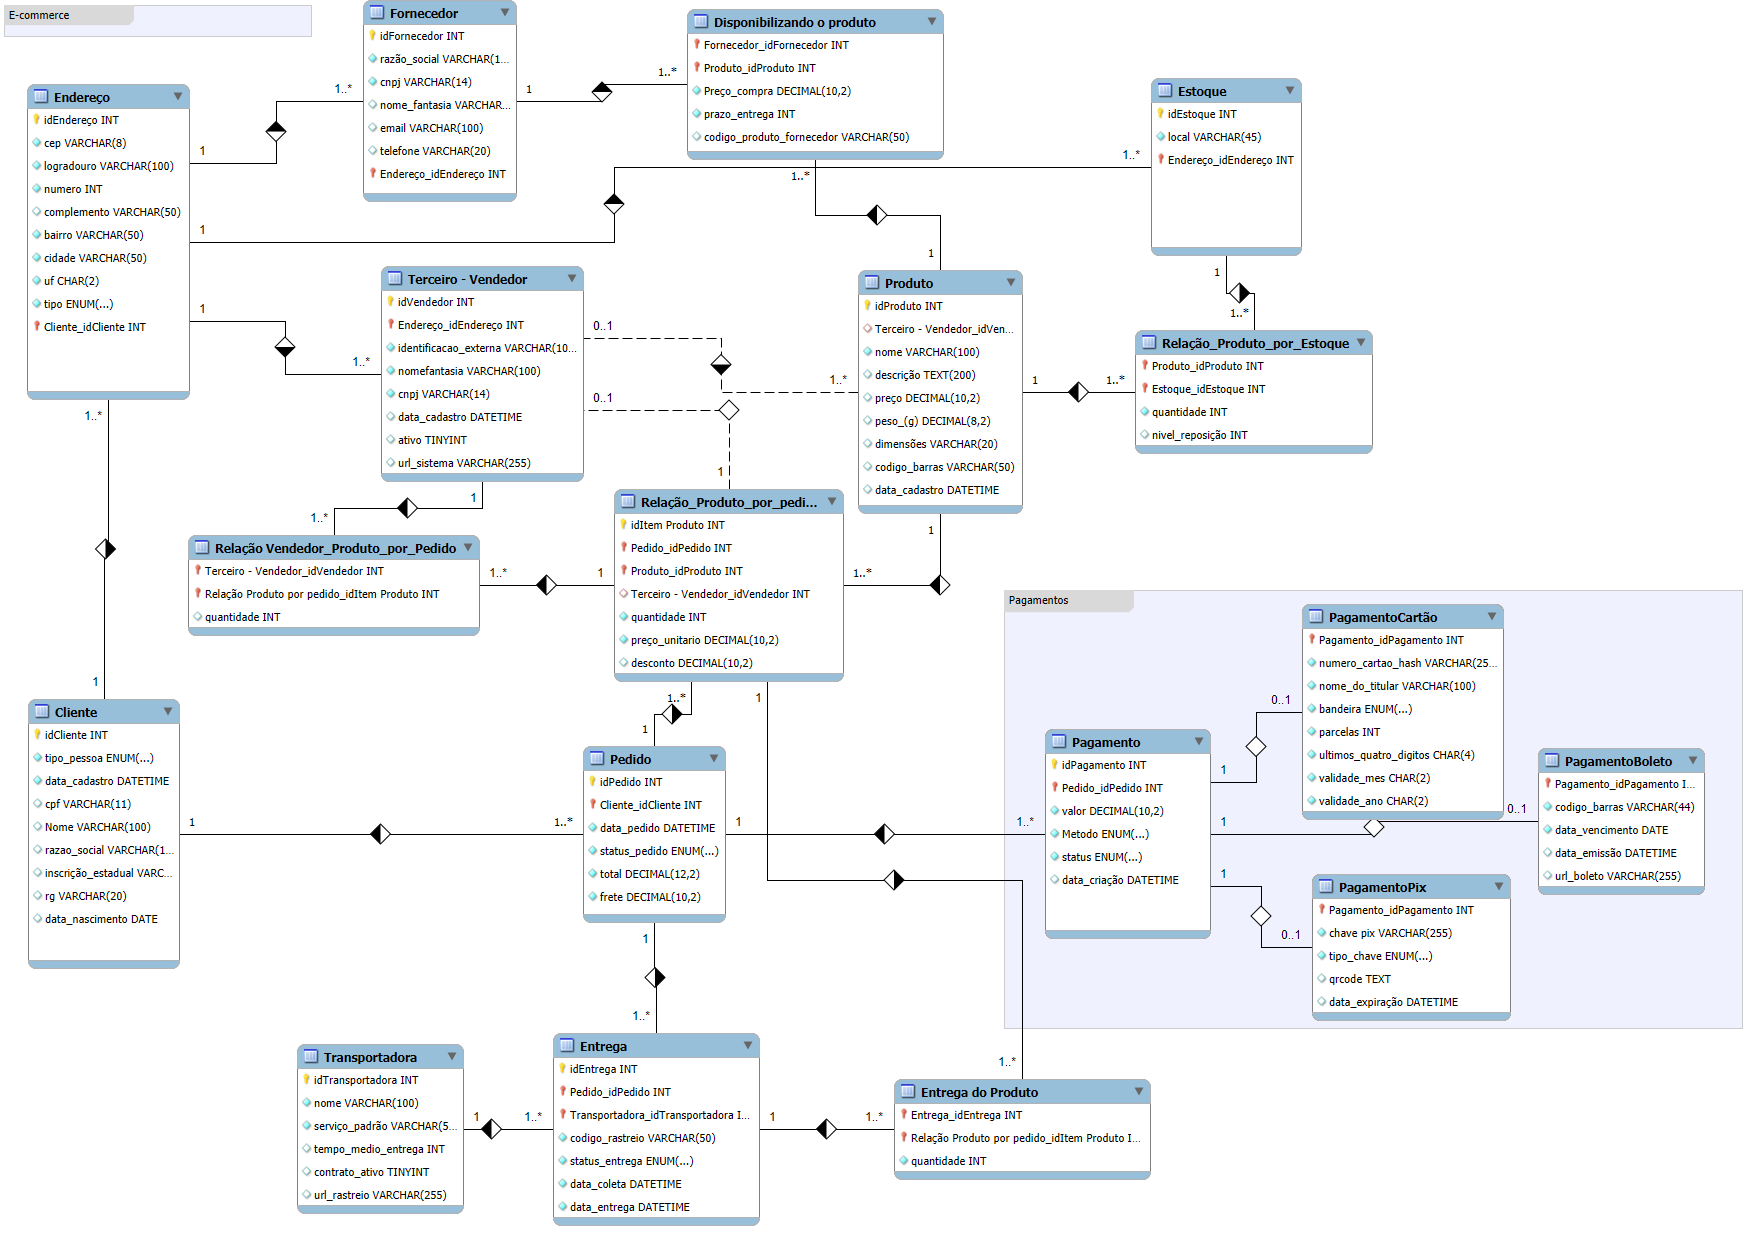 E-commerce
Fornecedor
idFornecedor INT
razão_social VARCHAR(1...
cnpj VARCHAR(14)
nome_fantasia VARCHAR...
email VARCHAR(100)
telefone VARCHAR(20)
Endereço_idEndereço INT
Disponibilizando o produto
Fornecedor_idFornecedor INT
Produto_idProduto INT
Preço_compra DECIMAL(10,2)
prazo_entrega INT
codigo_produto_fornecedor VARCHAR(50)
Estoque
idEstoque INT
local VARCHAR(45)
Endereço_idEndereço INT
Endereço
idEndereço INT
cep VARCHAR(8)
logradouro VARCHAR(100)
numero INT
complemento VARCHAR(50)
bairro VARCHAR(50)
cidade VARCHAR(50)
uf CHAR(2)
tipo ENUM(...)
Cliente_idCliente INT
1..*
1
1
1..*
1..*
1..*
1
1
1
1..*
1..*
1
1
1..*
Terceiro - Vendedor
idVendedor INT
Endereço_idEndereço INT
identificacao_externa VARCHAR(10...
nomefantasia VARCHAR(100)
cnpj VARCHAR(14)
data_cadastro DATETIME
ativo TINYINT
url_sistema VARCHAR(255)
0..1
1..*
0..1
1
Produto
idProduto INT
Terceiro - Vendedor_idVen...
nome VARCHAR(100)
descrição TEXT(200)
preço DECIMAL(10,2)
peso_(g) DECIMAL(8,2)
dimensões VARCHAR(20)
codigo_barras VARCHAR(50)
data_cadastro DATETIME
1
1..*
Relação_Produto_por_Estoque
Produto_idProduto INT
Estoque_idEstoque INT
quantidade INT
nivel_reposição INT
1
1..*
Relação Vendedor_Produto_por_Pedido
Terceiro - Vendedor_idVendedor INT
Relação Produto por pedido_idItem Produto INT
quantidade INT
1..*
1
Relação_Produto_por_pedi...
idItem Produto INT
Pedido_idPedido INT
Produto_idProduto INT
Terceiro - Vendedor_idVendedor INT
quantidade INT
preço_unitario DECIMAL(10,2)
desconto DECIMAL(10,2)
1
1..*
1..*
1
1
Cliente
idCliente INT
tipo_pessoa ENUM(...)
data_cadastro DATETIME
cpf VARCHAR(11)
Nome VARCHAR(100)
razao_social VARCHAR(1...
inscrição_estadual VARC...
rg VARCHAR(20)
data_nascimento DATE
1
1
1..*
Pedido
idPedido INT
Cliente_idCliente INT
data_pedido DATETIME
status_pedido ENUM(...)
total DECIMAL(12,2)
frete DECIMAL(10,2)
1
1..*
1
1..*
Pagamentos
Pagamento
idPagamento INT
Pedido_idPedido INT
valor DECIMAL(10,2)
Metodo ENUM(...)
status ENUM(...)
data_criação DATETIME
1
0..1
1
0..1
1
0..1
PagamentoCartão
Pagamento_idPagamento INT
numero_cartao_hash VARCHAR(25...
nome_do_titular VARCHAR(100)
bandeira ENUM(...)
parcelas INT
ultimos_quatro_digitos CHAR(4)
validade_mes CHAR(2)
validade_ano CHAR(2)
PagamentoBoleto
Pagamento_idPagamento I...
codigo_barras VARCHAR(44)
data_vencimento DATE
data_emissão DATETIME
url_boleto VARCHAR(255)
PagamentoPix
Pagamento_idPagamento INT
chave pix VARCHAR(255)
tipo_chave ENUM(...)
qrcode TEXT
data_expiração DATETIME
Transportadora
idTransportadora INT
nome VARCHAR(100)
serviço_padrão VARCHAR(5...
tempo_medio_entrega INT
contrato_ativo TINYINT
url_rastreio VARCHAR(255)
1
1..*
Entrega
idEntrega INT
Pedido_idPedido INT
Transportadora_idTransportadora I...
codigo_rastreio VARCHAR(50)
status_entrega ENUM(...)
data_coleta DATETIME
data_entrega DATETIME
1
1..*
1..*
Entrega do Produto
Entrega_idEntrega INT
Relação Produto por pedido_idItem Produto I...
quantidade INT